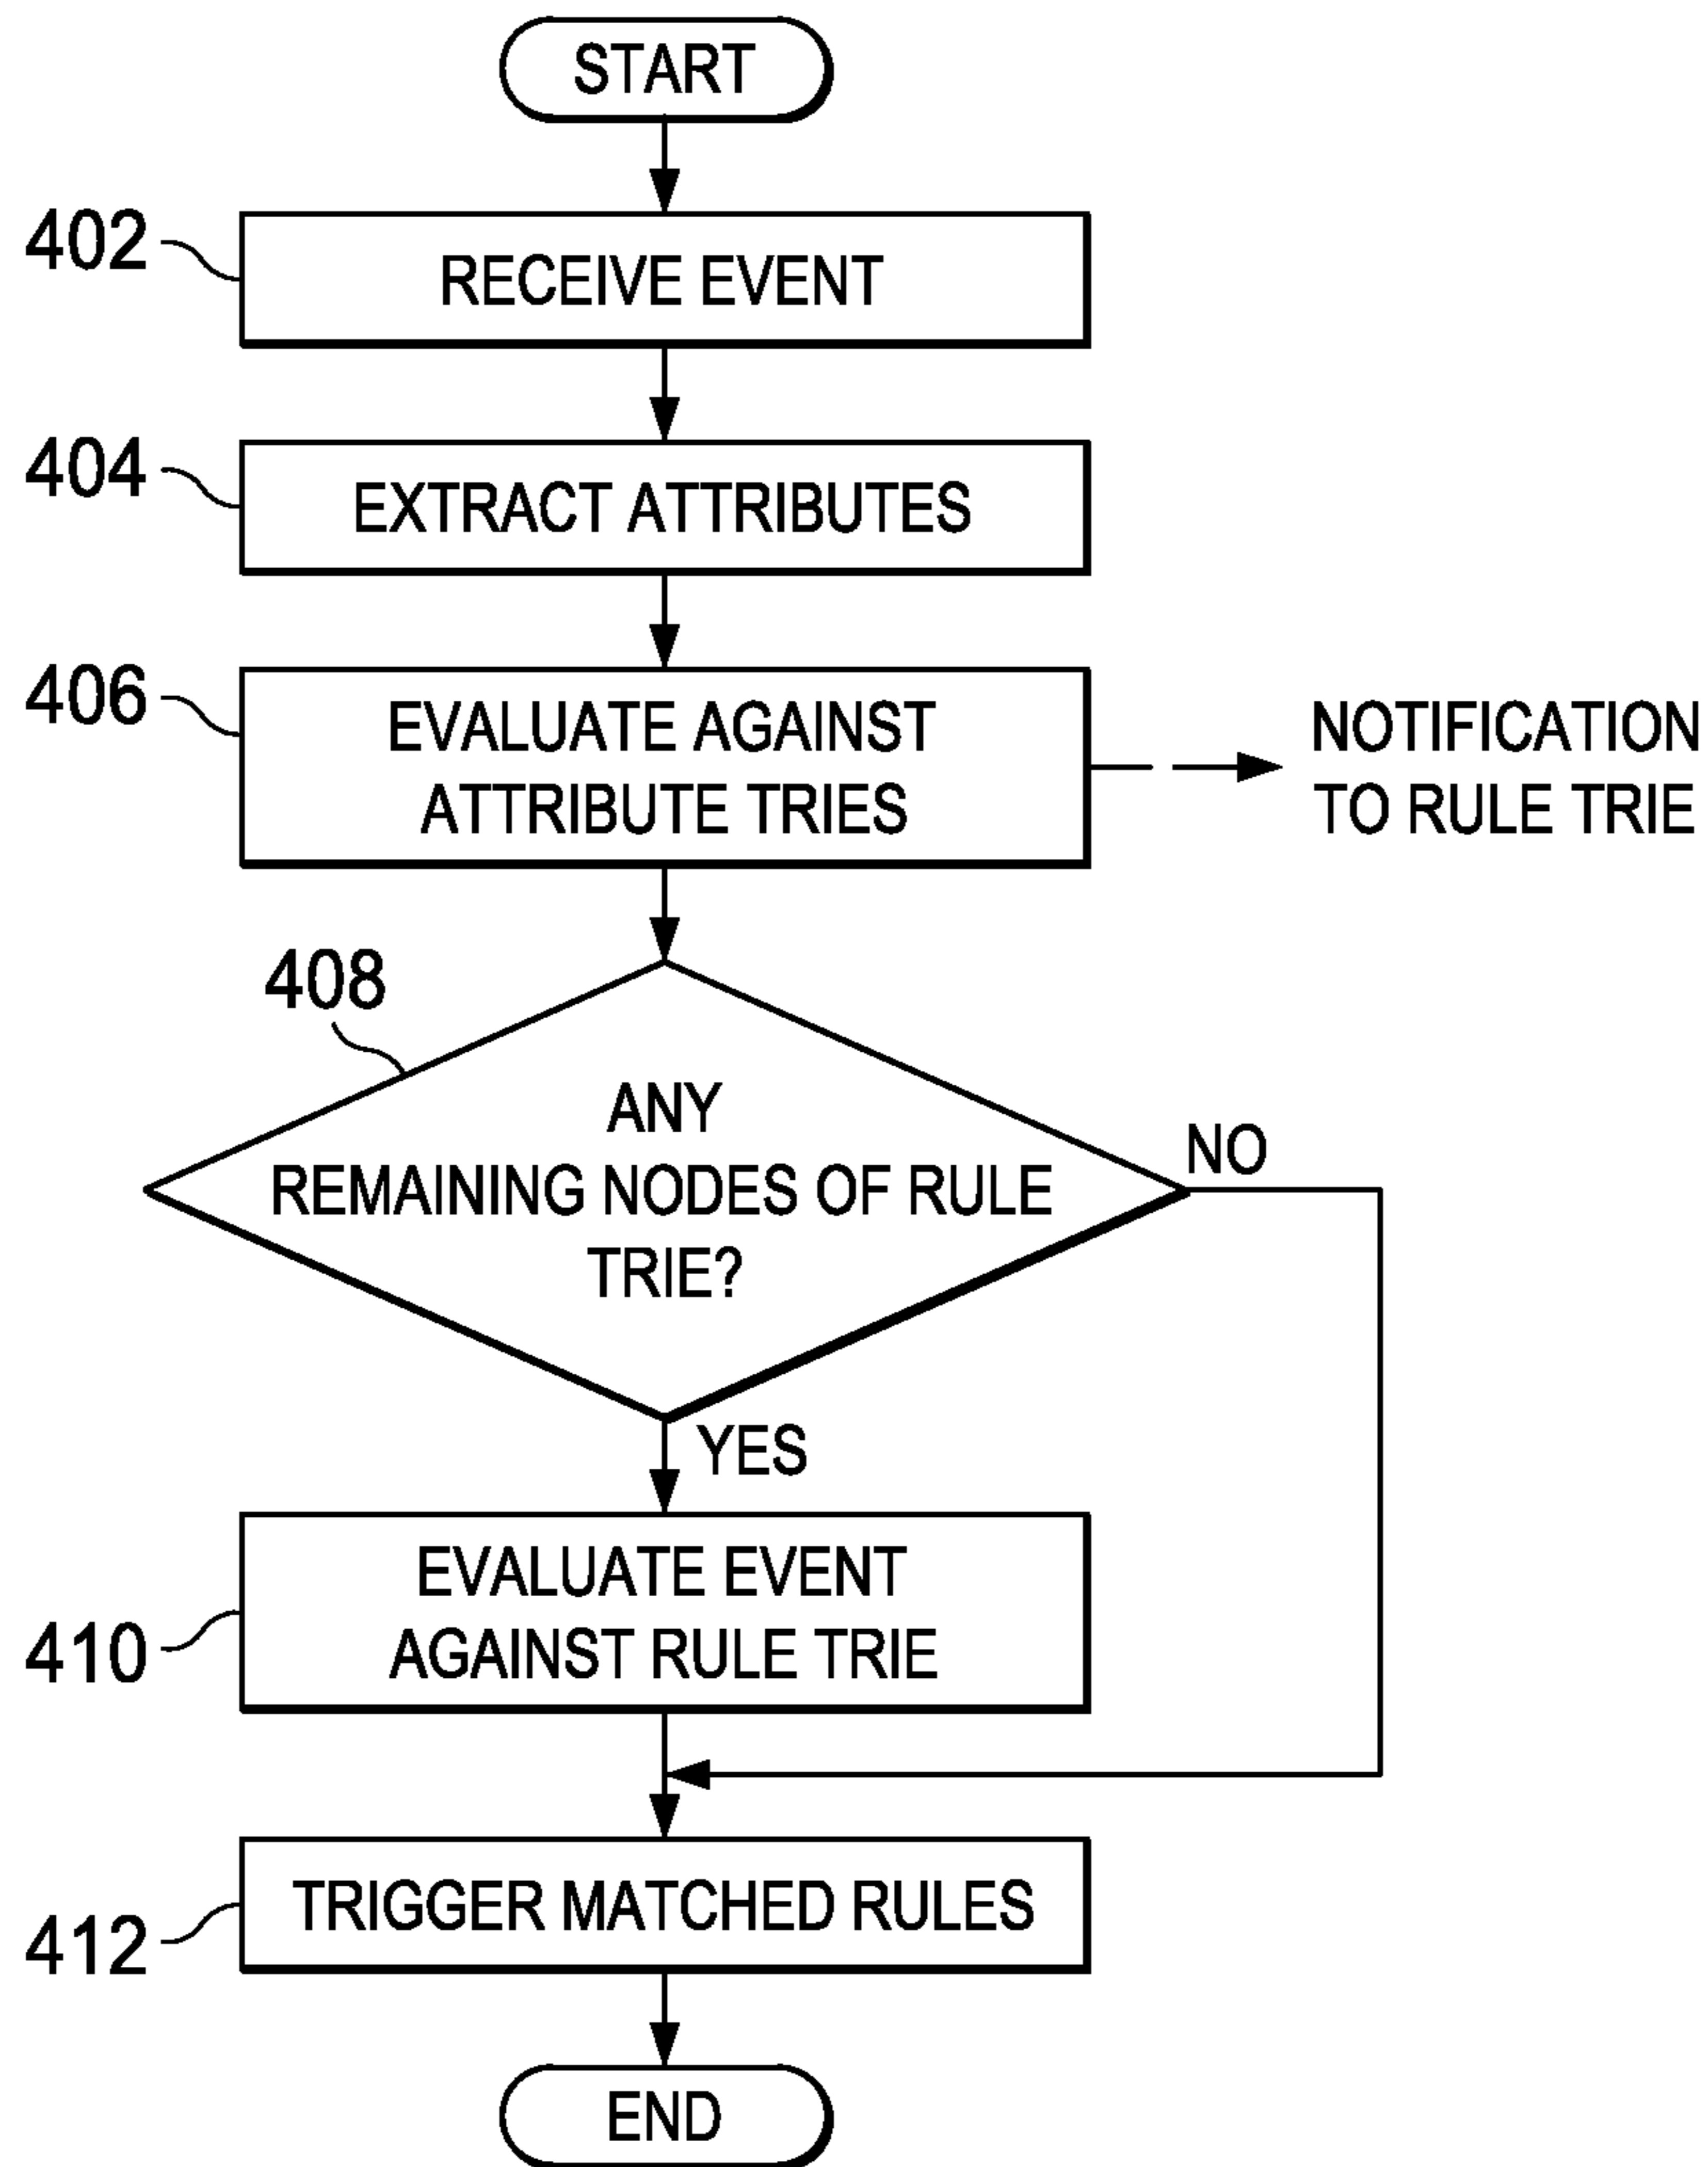 START
402
RECEIVE EVENT
404
EXTRACT ATTRIBUTES
406
EVALUATE AGAINST
ATTRIBUTE TRIES
NOTIFICATION
TO RULE TRIE
408
ANY
REMAINING NODES OF RULE
TRIE?
NO
YES
EVALUATE EVENT
AGAINST RULE TRIE
410
TRIGGER MATCHED RULES
412
END